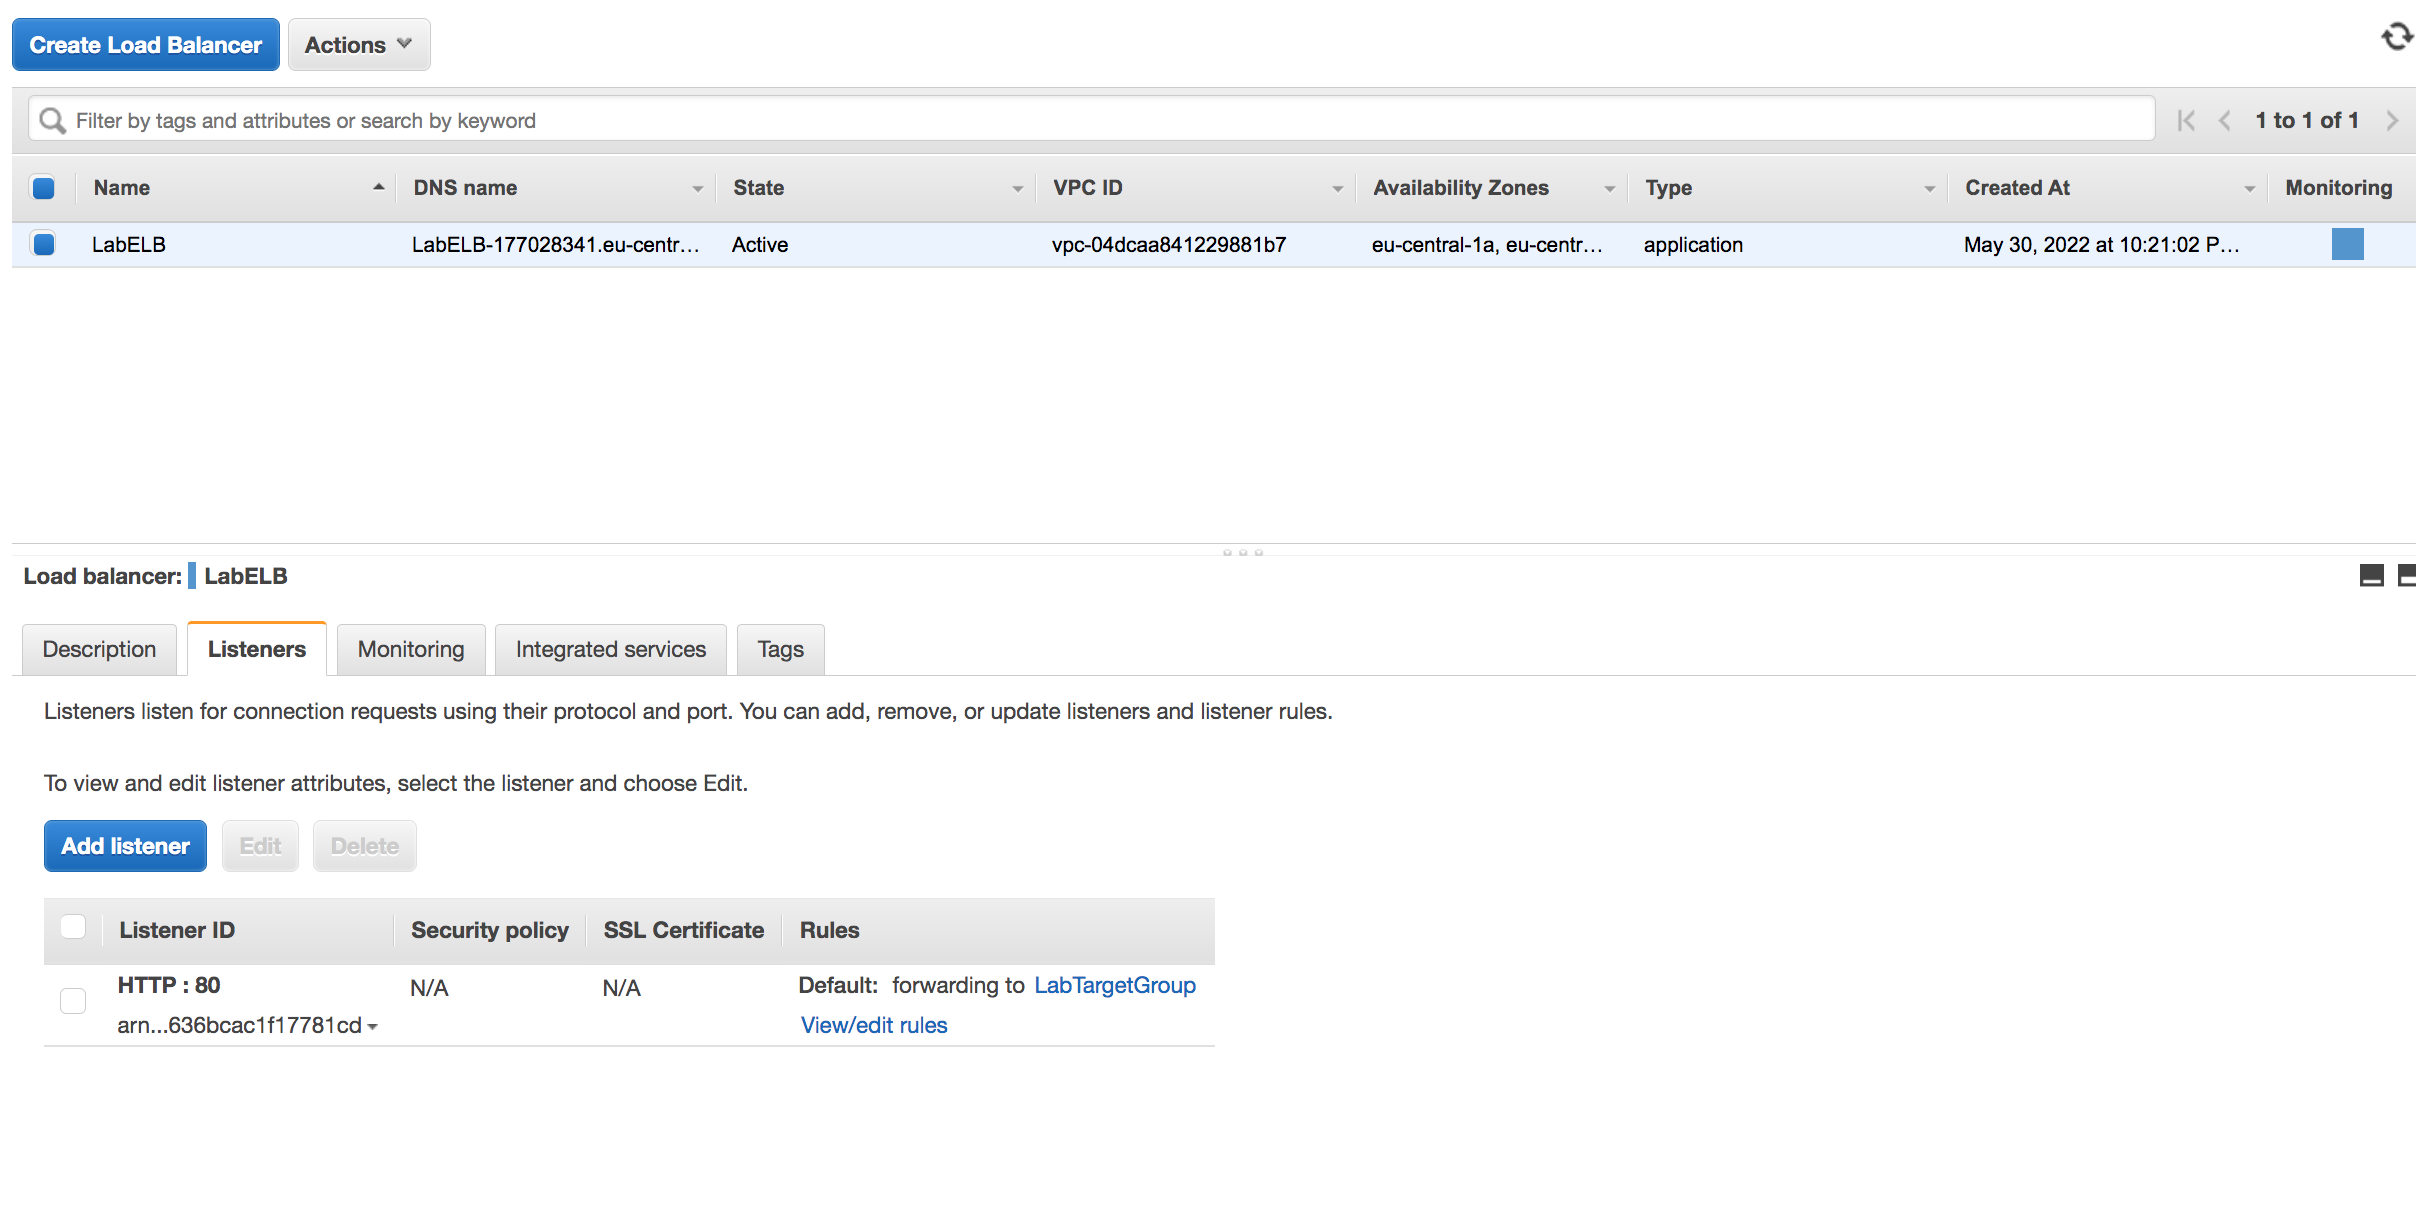 Create Load Balancer Actions
Filter by tags and attributes or search by keyword 1 to 1 of 1
Name DNS name State VPC ID Availability Zones Type Created At Monitoring
LabELB LabELB-177028341.eu-centr... Active vpc-04dcaa841229881b7 eu-central-1a, eu-centr... application May 30, 2022 at 10:21:02 P...
Load balancer: LabELB
Description Listeners Monitoring Integrated services Tags
Listeners listen for connection requests using their protocol and port. You can add, remove, or update listeners and listener rules.
To view and edit listener attributes, select the listener and choose Edit.
Add listener Edit Delete
Listener ID Security policy SSL Certificate Rules
HTTP : 80 N/A N/A Default: forwarding to LabTargetGroup
arn...636bcac1f17781cd View/edit rules